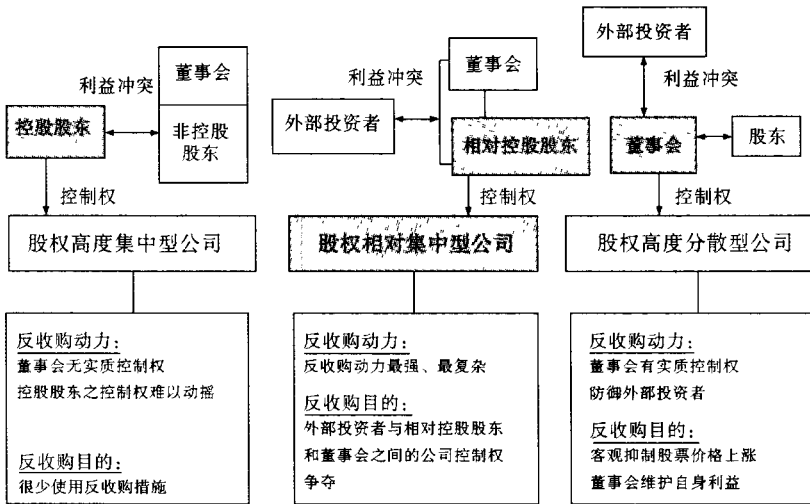 董事会
利益冲突
控股股东
非控股
股东
控制权
股权高度集中型公司
反收购动力：
董事会无实质控制权
控股股东之控制权难以动摇
反收购目的：
很少使用反收购措施
董事会
利益冲突
外部投资者
相对控股股东
控制权
股权相对集中型公司
反收购动力：
反收购动力最强、最复杂
反收购目的：
外部投资者与相对控股股东
和董事会之间的公司控制权
争夺
外部投资者
利益冲突
董事会
股东
控制权
股权高度分散型公司
反收购动力：
董事会有实质控制权
防御外部投资者
反收购目的：
客观抑制股票价格上涨
董事会维护自身利益